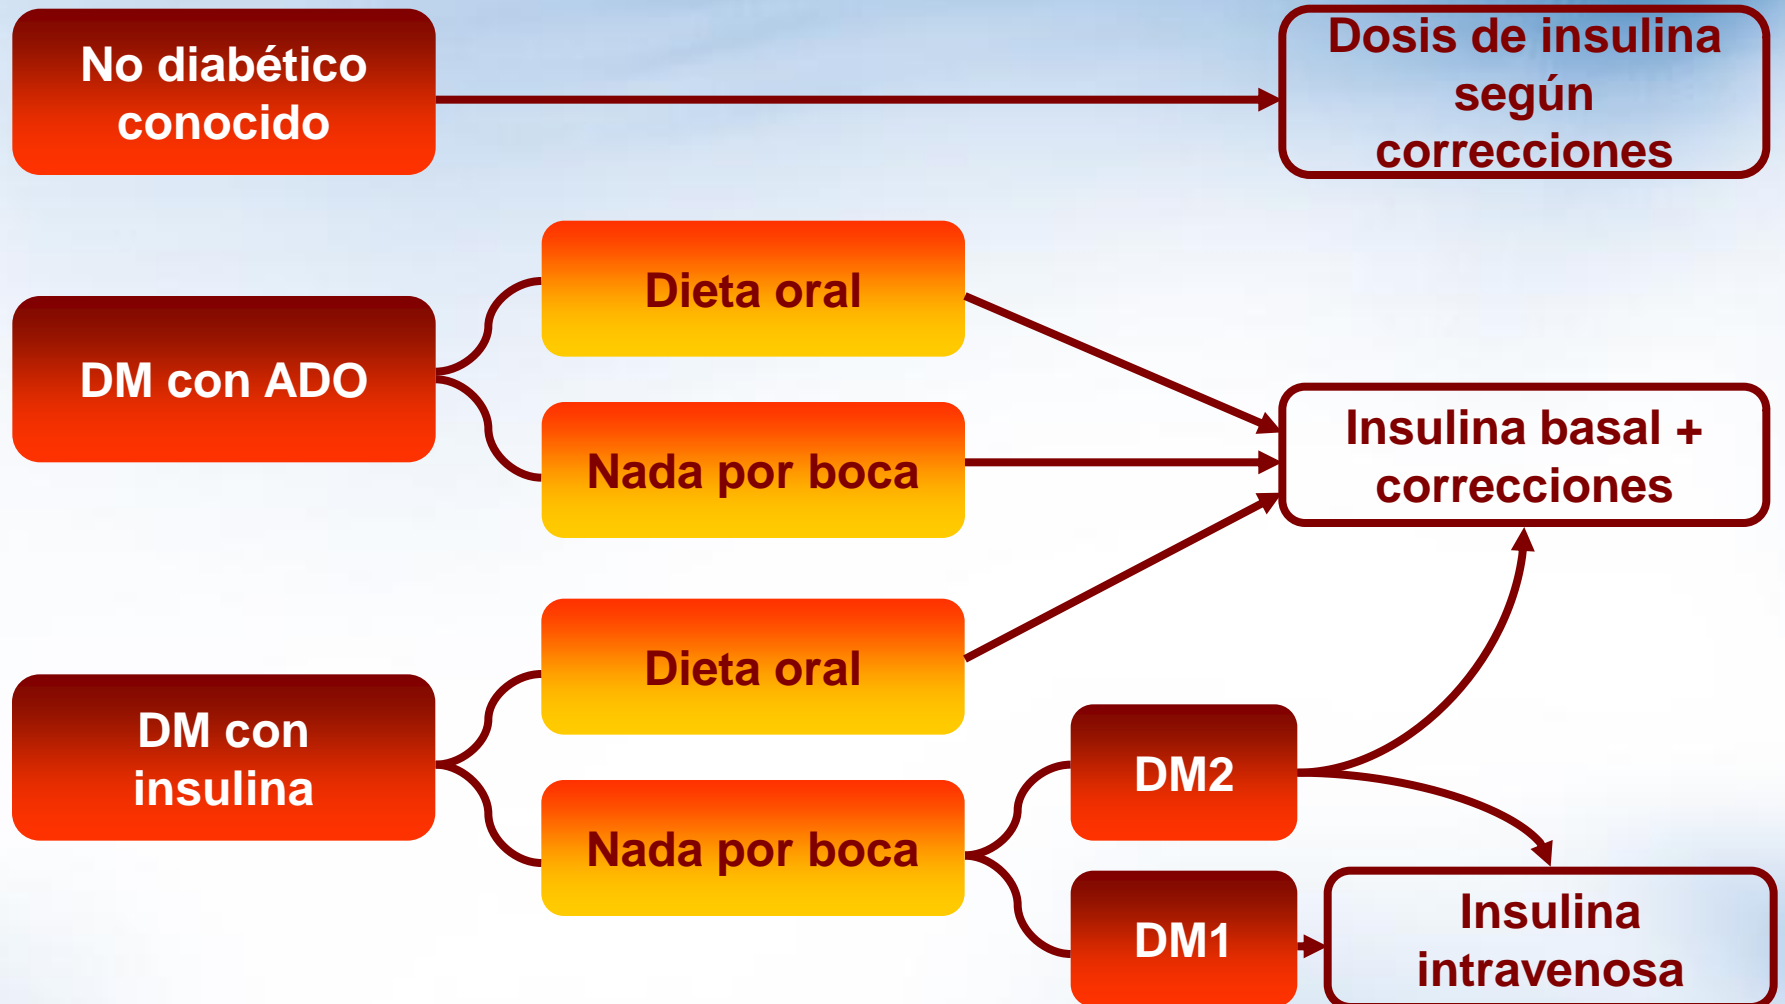 No diabético
conocido
Dosis de insulina
según
correcciones
Dieta oral
DM con ADO
Nada por boca
Insulina basal +
correcciones
Dieta oral
DM con
insulina
Nada por boca
DM2
DM1
Insulina
intravenosa